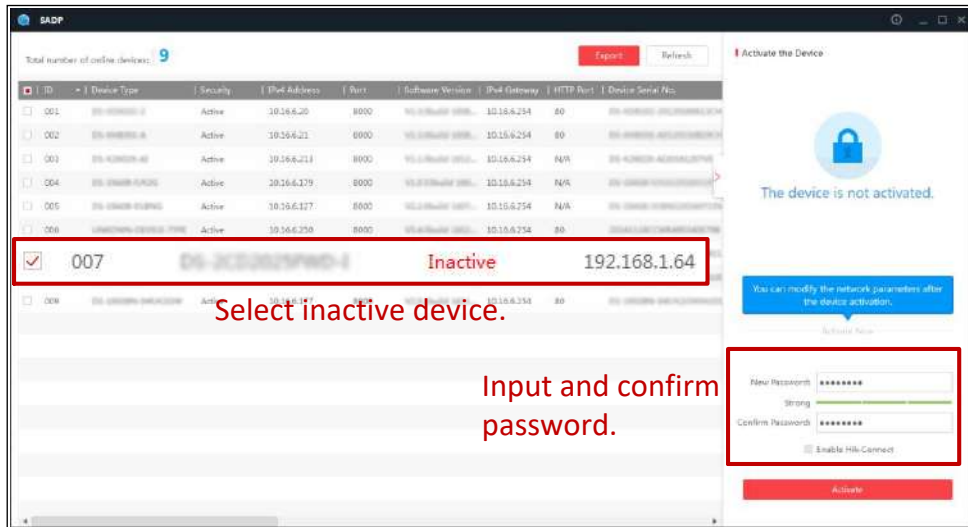 SADP
Total number of online devices: 9
Export
Refresh
ID | Device Type | Security | IPv4 Address | Port | Software Version | IPv4 Gateway | HTTP Port | Device Serial No.
001 Active 10.16.6.20 8000 10.16.6.254 80
002 Active 10.16.6.21 8000 10.16.6.254 80
003 Active 10.16.6.213 8000 10.16.6.254 N/A
004 Active 10.16.6.179 8000 10.16.6.254 N/A
005 Active 10.16.6.127 8000 10.16.6.254 N/A
006 Active 10.16.6.250 8000 10.16.6.254 80
007 DS-2CD2025FWD-I Inactive 192.168.1.64
Active 8000 10.16.6.254 80
Select inactive device.
Input and confirm
password.
Activate the Device
The device is not activated.
You can modify the network parameters after
the device activation.
Activate Now
New Password:
Strong
Confirm Password:
Enable Hik-Connect
Activate